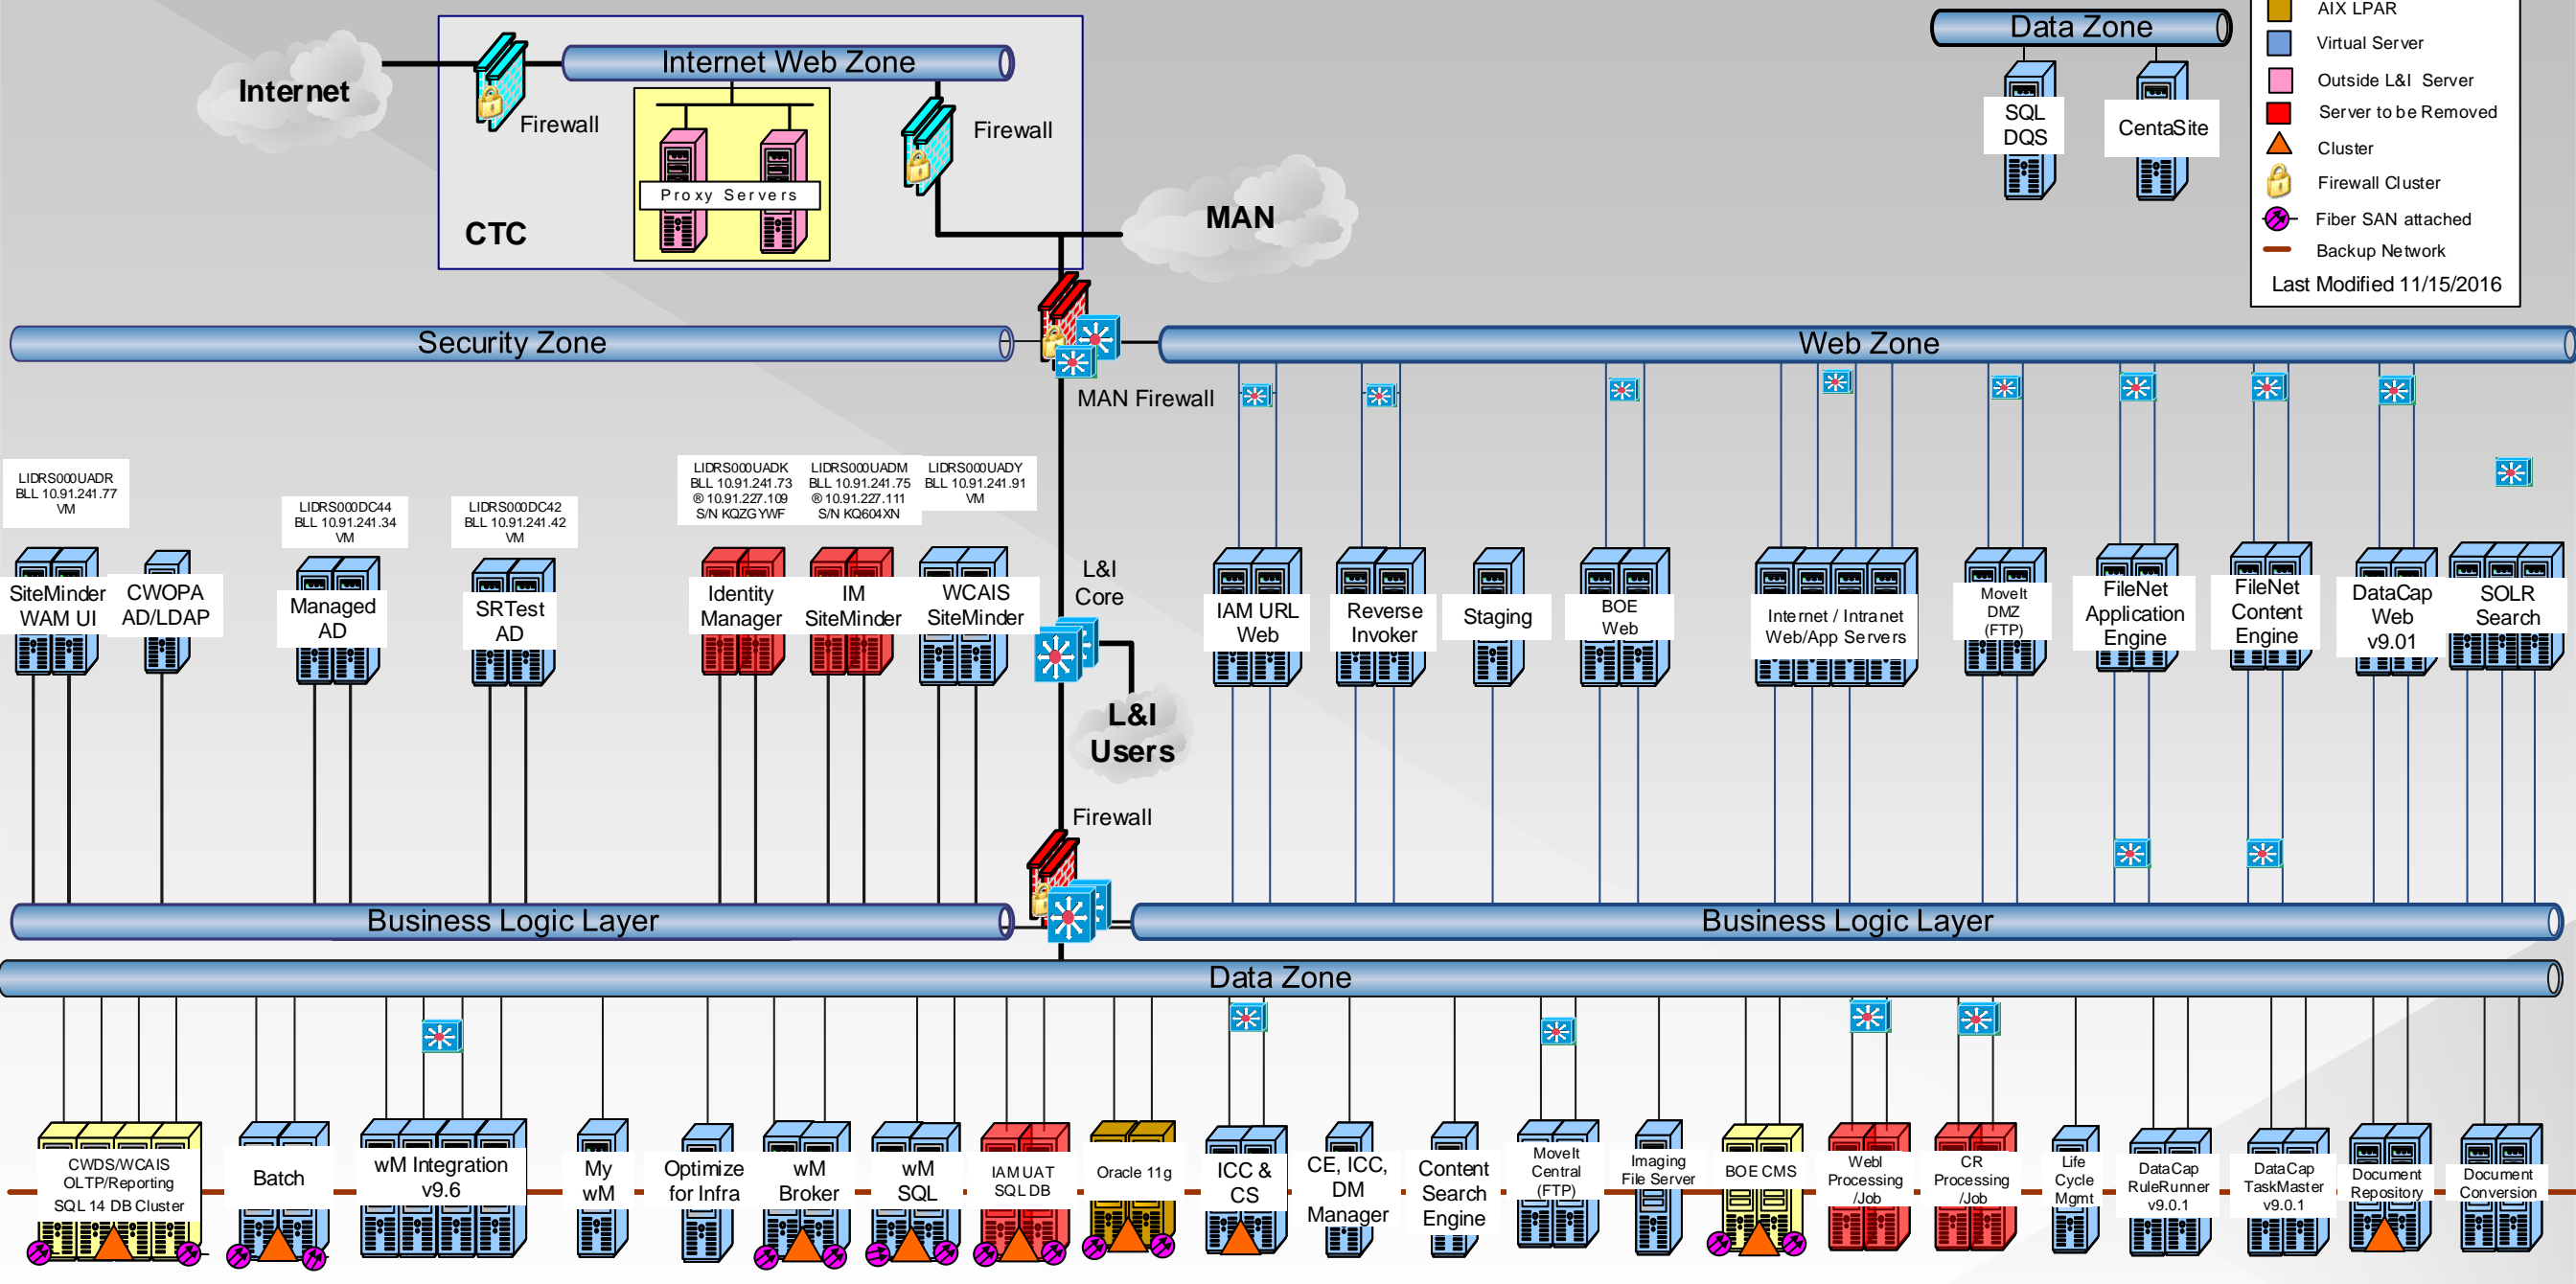 Internet
Firewall
Internet Web Zone
Firewall
Proxy Servers
CTC
MAN
Data Zone
SQL
DQS
CentaSite
AIX LPAR
Virtual Server
Outside L&I Server
Server to be Removed
Cluster
Firewall Cluster
Fiber SAN attached
Backup Network
Last Modified 11/15/2016
Security Zone
Web Zone
MAN Firewall
LIDRS000UADR
BLL 10.91.241.77
VM
LIDRS000DC44
BLL 10.91.241.34
VM
LIDRS000DC42
BLL 10.91.241.42
VM
LIDRS000UADK
BLL 10.91.241.73
® 10.91.227.109
S/N KQZGYWF
LIDRS000UADM
BLL 10.91.241.75
® 10.91.227.111
S/N KQ604XN
LIDRS000UADY
BLL 10.91.241.91
VM
SiteMinder
WAM UI
CWOPA
AD/LDAP
Managed
AD
SRTest
AD
Identity
Manager
IM
SiteMinder
WCAIS
SiteMinder
L&I
Core
L&I
Users
Firewall
IAM URL
Web
Reverse
Invoker
Staging
BOE
Web
Internet / Intranet
Web/App Servers
MoveIt
DMZ
(FTP)
FileNet
Application
Engine
FileNet
Content
Engine
DataCap
Web
v9.01
SOLR
Search
Business Logic Layer
Business Logic Layer
Data Zone
CWDS/WCAIS
OLTP/Reporting
SQL 14 DB Cluster
Batch
wM Integration
v9.6
My
wM
Optimize
for Infra
wM
Broker
wM
SQL
IAM UAT
SQL DB
Oracle 11g
ICC &
CS
CE, ICC,
DM
Manager
Content
Search
Engine
MoveIt
Central
(FTP)
Imaging
File Server
BOE CMS
WebI
Processing
/Job
CR
Processing
/Job
Life
Cycle
Mgmt
DataCap
RuleRunner
v9.0.1
DataCap
TaskMaster
v9.0.1
Document
Repository
Document
Conversion